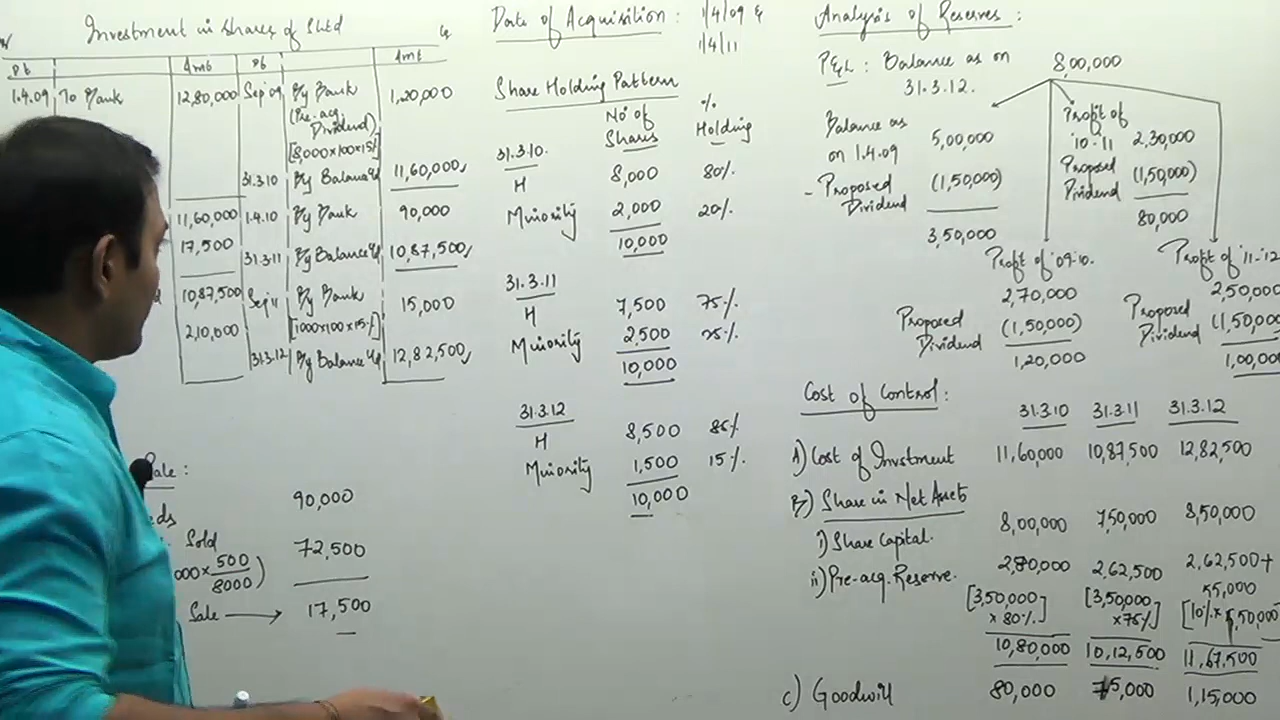 Investment in shares of S Ltd
Dt Amt Dt Amt
1.4.09 To Bank 12,80,000 Sep 09 By Bank 1,20,000
(Pre-acq.
Dividend)
[8,000×100×15%]
31.3.10 By Balance c/d 11,60,000
11,60,000 1.4.10 By Bank 90,000
17,500 31.3.11 By Balance c/d 10,87,500
10,87,500 Sep 11 By Bank 15,000
[1000×100×15%]
2,10,000
31.3.12 By Balance c/d 12,82,500
Sale :
90,000
Sold 72,500
000 × 500/8000)
Sale → 17,500
Date of Acquisition : 1/4/09 &
1/4/11
Share Holding Pattern
No of Shares % Holding
31.3.10.
H 8,000 80%
Minority 2,000 20%
10,000
31.3.11
H 7,500 75%
Minority 2,500 25%
10,000
31.3.12
H 8,500 85%
Minority 1,500 15%
10,000
Analysis of Reserves :
P&L : Balance as on 8,00,000
31.3.12.
Balance as
on 1.4.09 5,00,000
- Proposed
Dividend (1,50,000)
3,50,000
Profit of
'10-11 2,30,000
Proposed
Dividend (1,50,000)
80,000
Profit of '09-10.
2,70,000
Proposed
Dividend (1,50,000)
1,20,000
Profit of '11-'12
2,50,000
Proposed
Dividend (1,50,000
1,00,000
Cost of Control :
31.3.10 31.3.11 31.3.12
A) Cost of Invstment 11,60,000 10,87,500 12,82,500
B) Share in Net Assets
i) Share Capital. 8,00,000 750,000 8,50,000
ii) Pre-acq. Reserve. 2,80,000 2,62,500 2,62,500+
55,000
[3,50,000 × 80%] [3,50,000 × 75%] [10% × 5,50,000
10,80,000 10,12,500 11,67,500
c) Goodwill 80,000 75,000 1,15,000